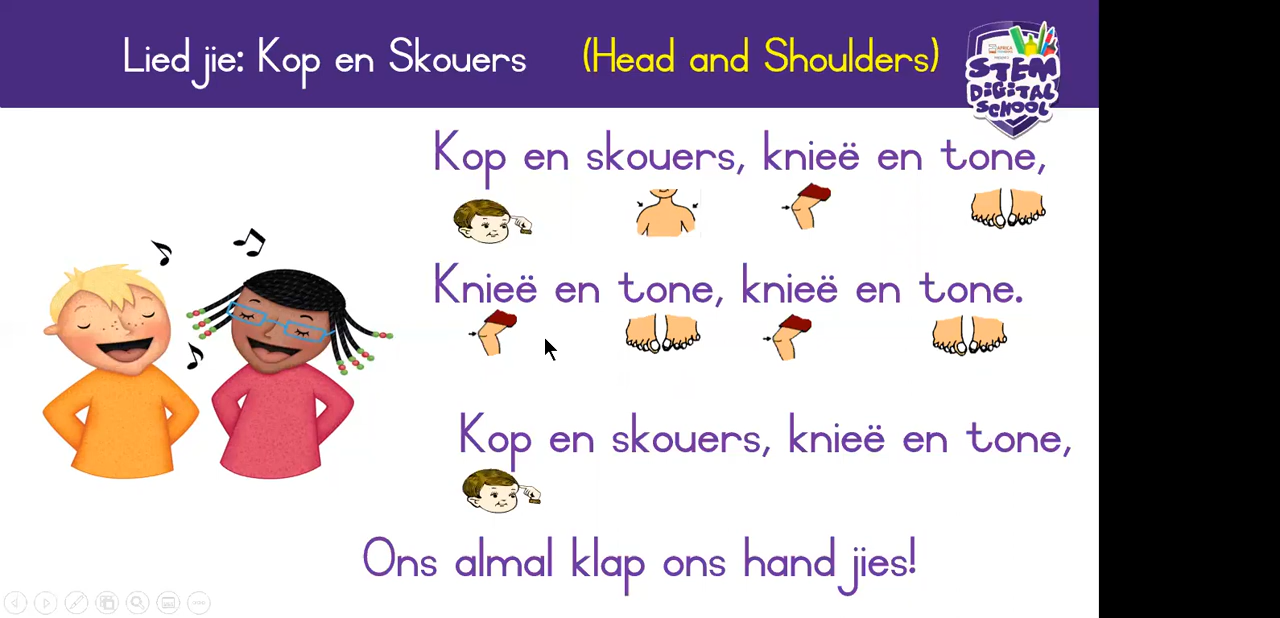 Liedjie: Kop en Skouers (Head and Shoulders)
STEM
DIGITAL
SCHOOL
Kop en skouers, knieë en tone,
Knieë en tone, knieë en tone.
Kop en skouers, knieë en tone,
Ons almal klap ons handjies!